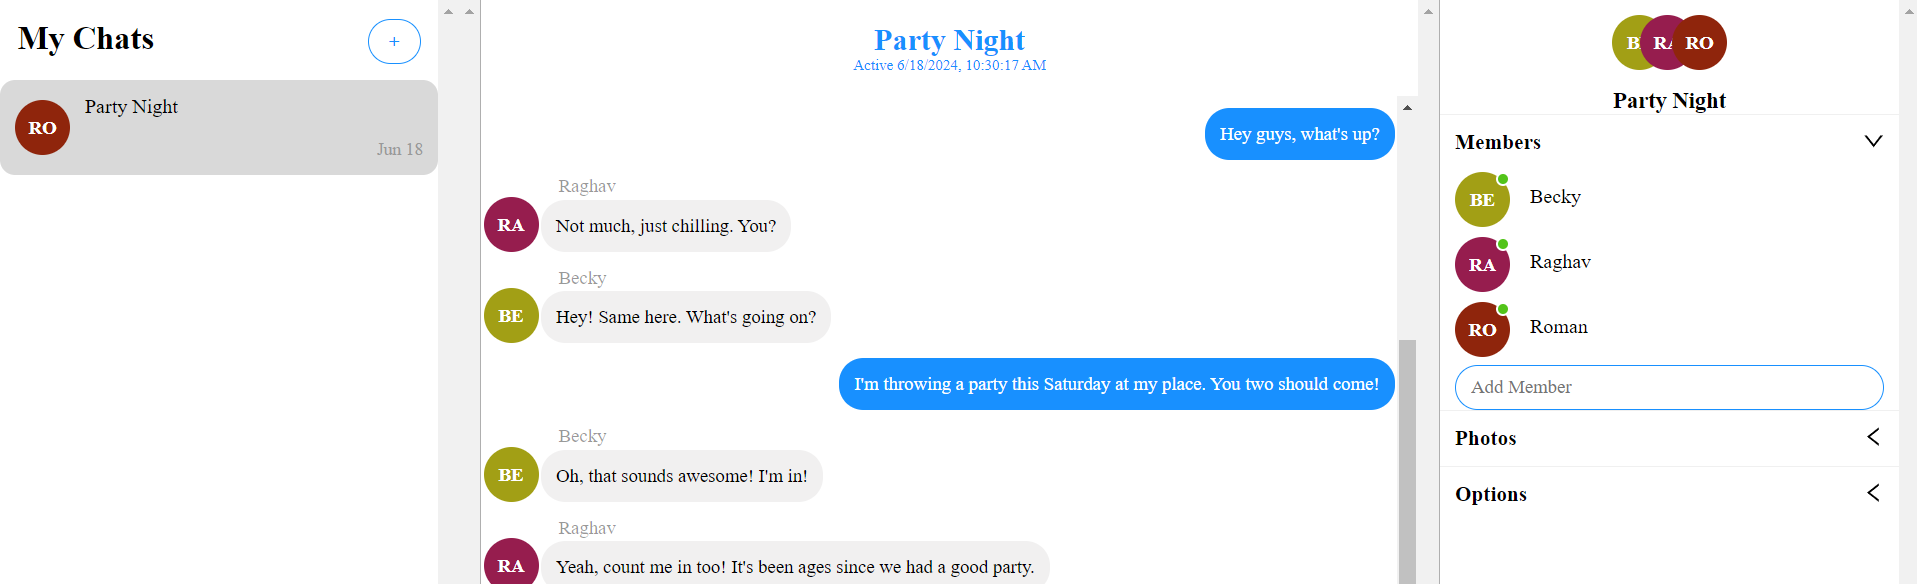 My Chats
+
RO
Party Night
Jun 18
Party Night
Active 6/18/2024, 10:30:17 AM
Hey guys, what's up?
Raghav
RA
Not much, just chilling. You?
Becky
BE
Hey! Same here. What's going on?
I'm throwing a party this Saturday at my place. You two should come!
Becky
BE
Oh, that sounds awesome! I'm in!
Raghav
RA
Yeah, count me in too! It's been ages since we had a good party.
B RA RO
Party Night
Members
BE
Becky
RA
Raghav
RO
Roman
Add Member
Photos
Options